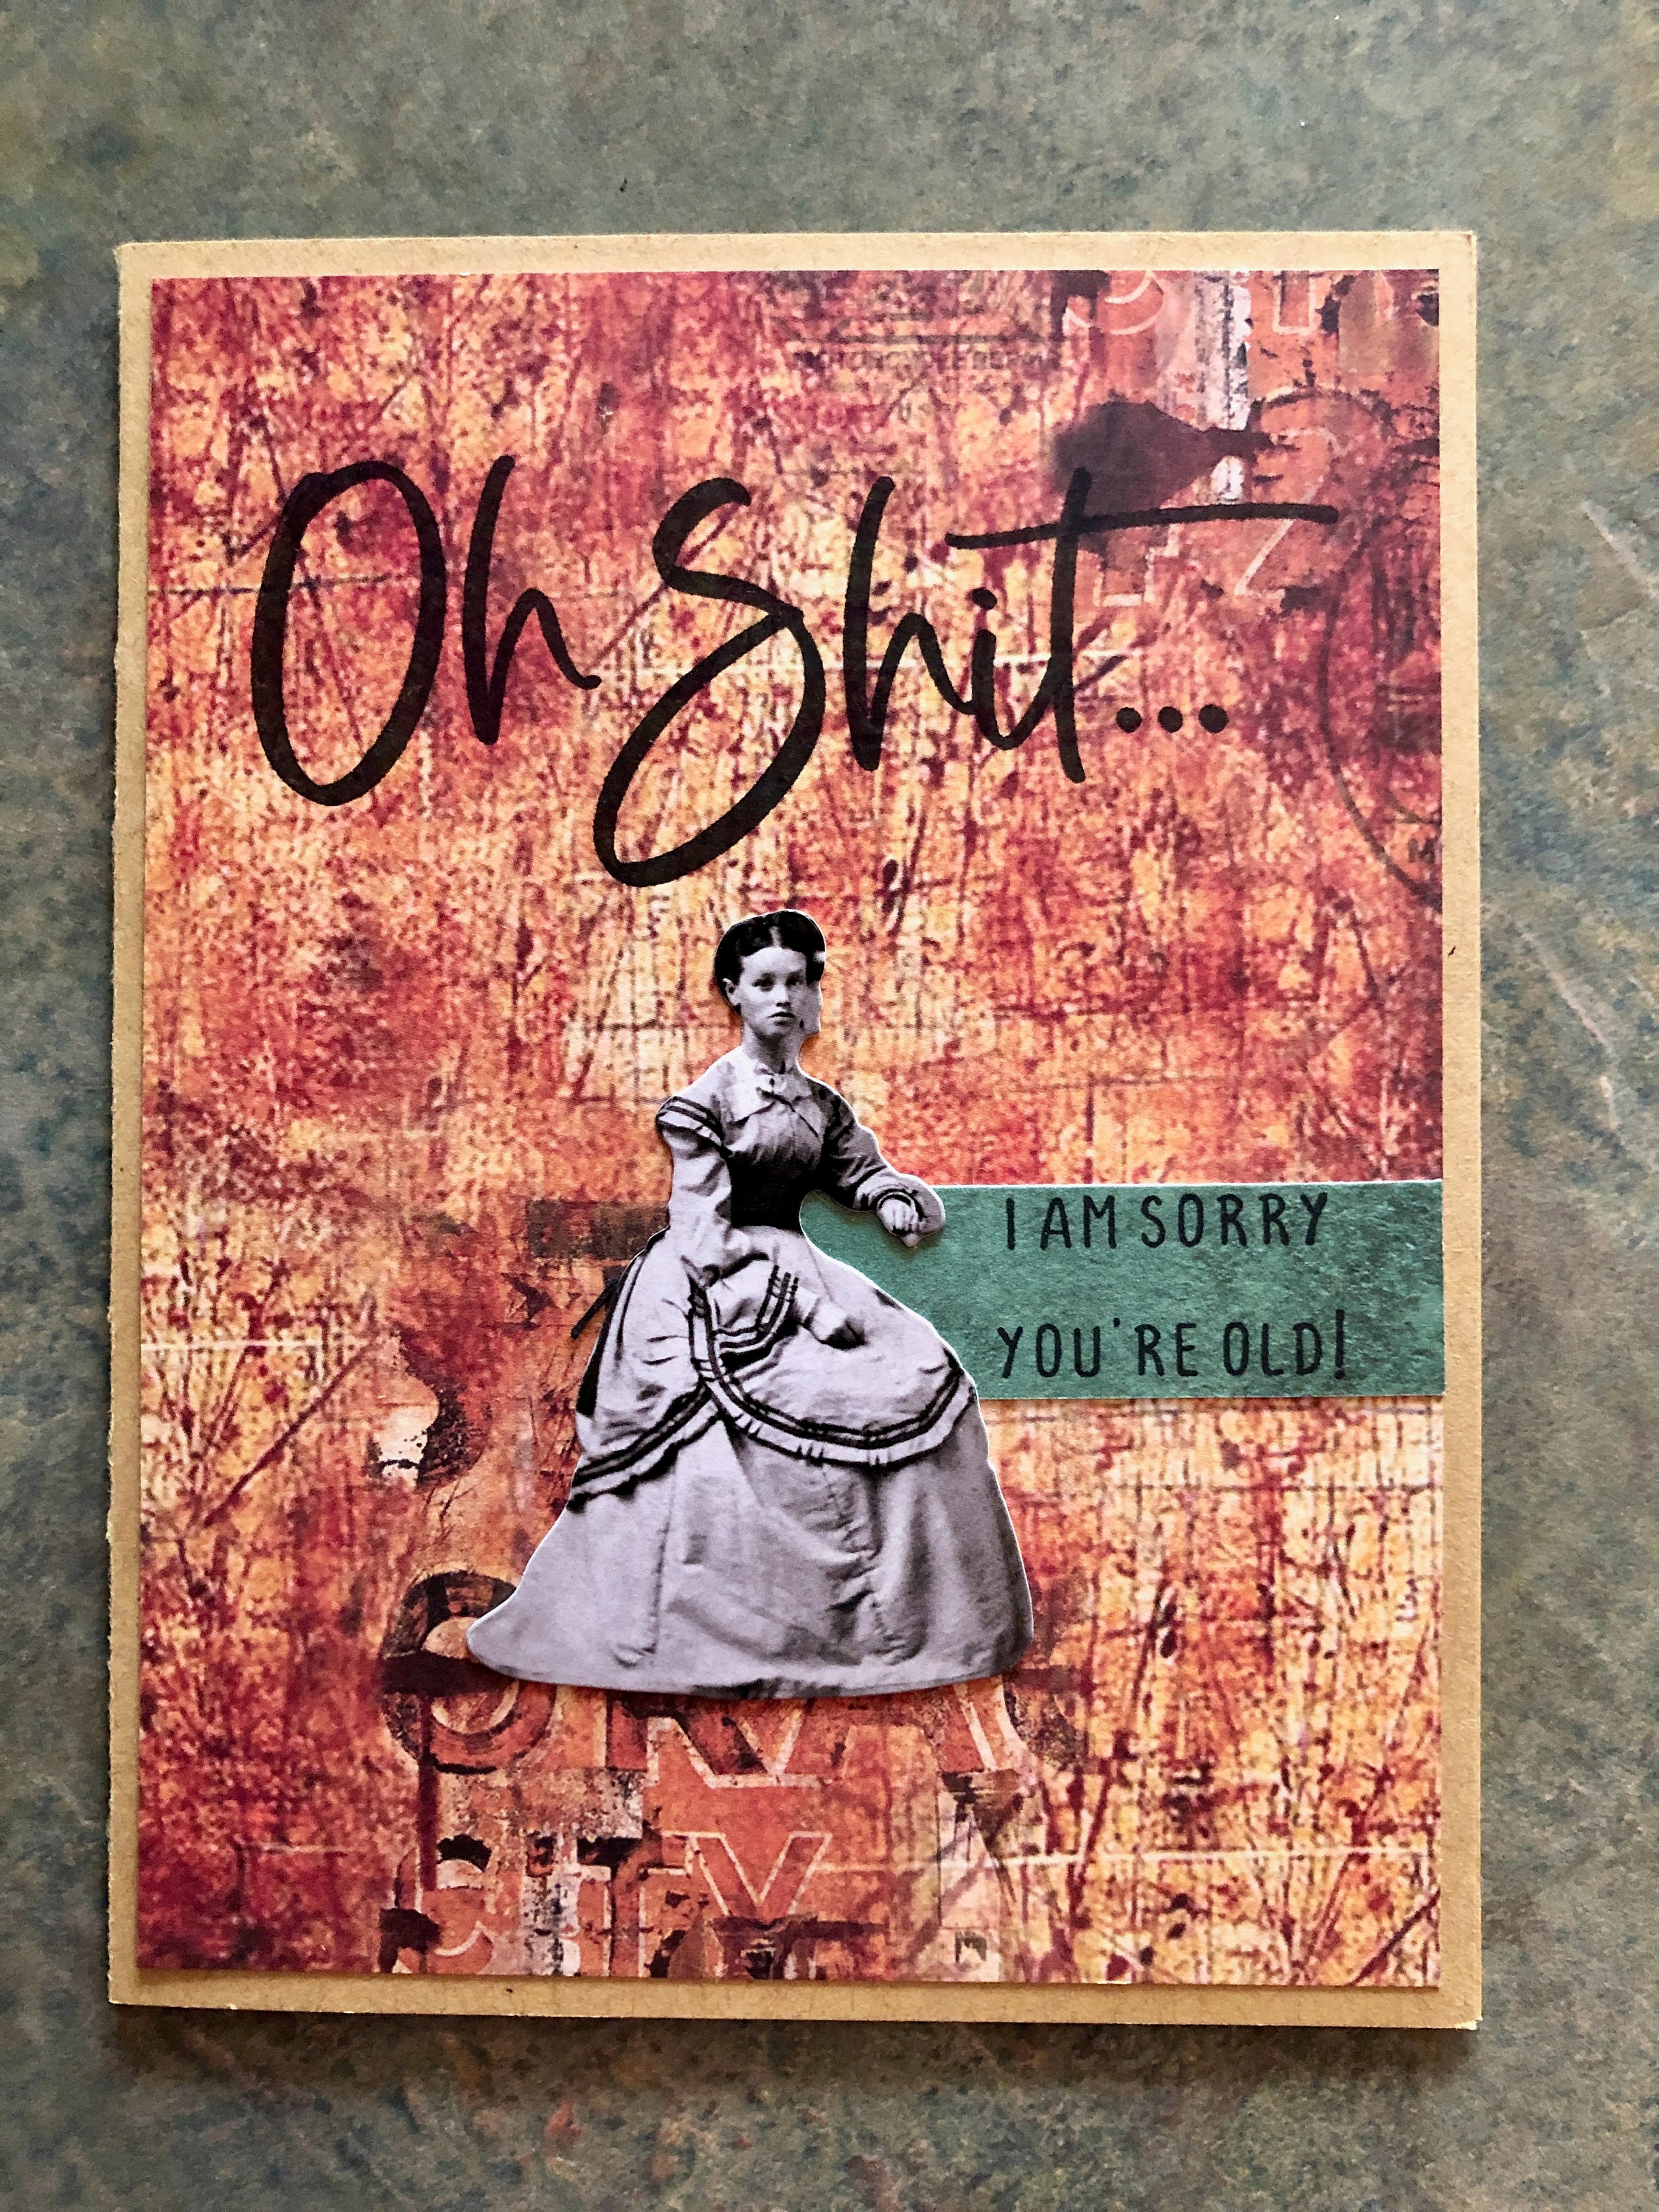 Oh Shit...
I AM SORRY
YOU'RE OLD!